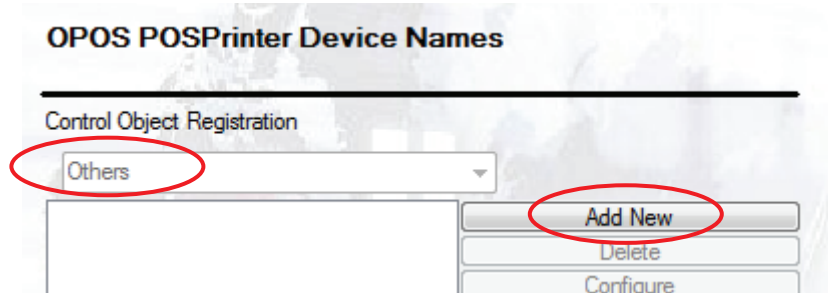 OPOS POSPrinter Device Names
Control Object Registration
Others
Add New
Delete
Configure